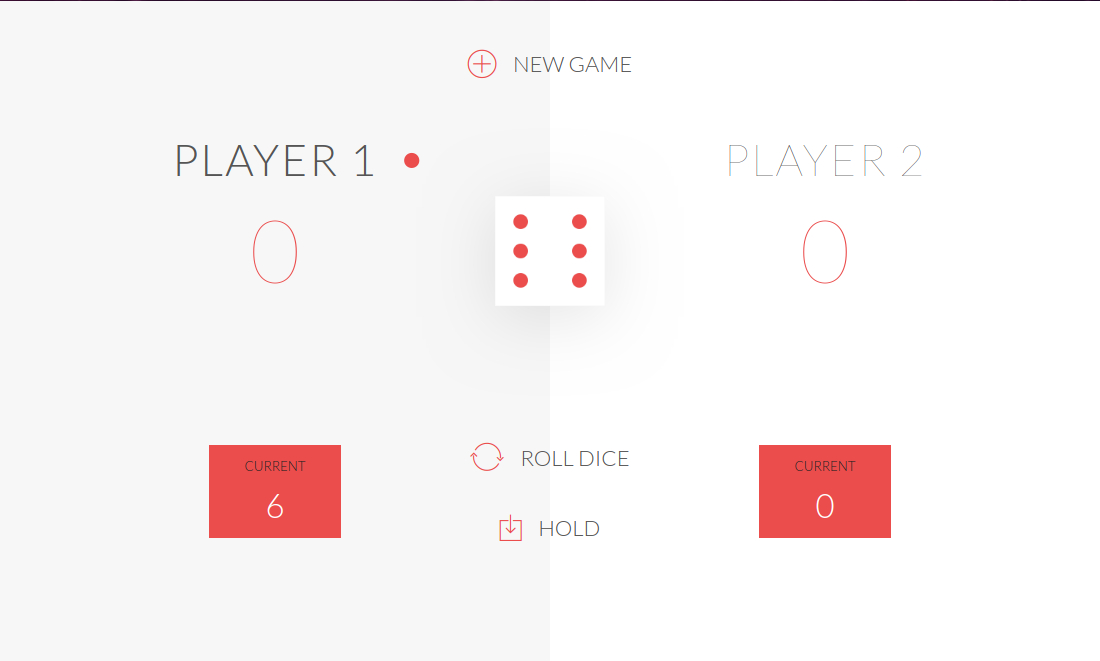 NEW GAME
PLAYER 1
PLAYER 2
0
0
CURRENT
6
ROLL DICE
HOLD
CURRENT
0